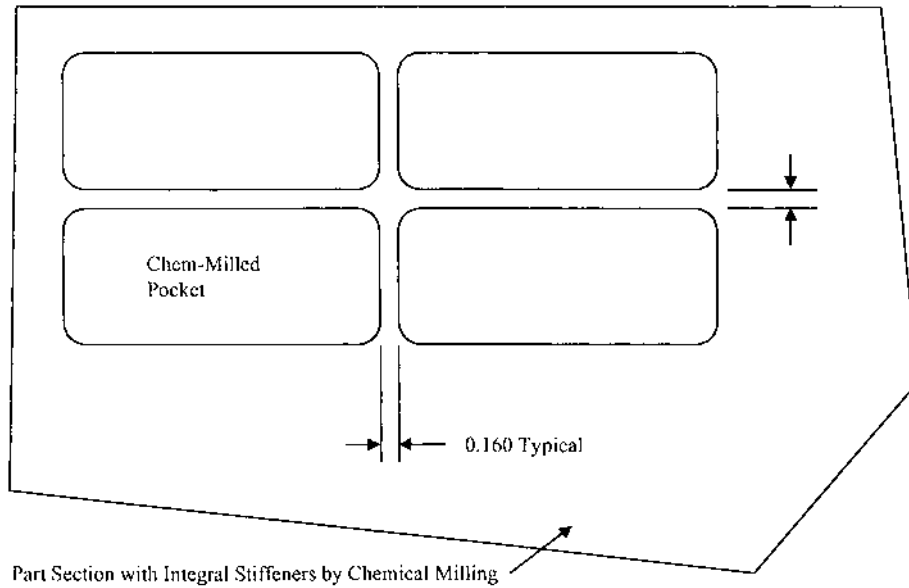 Chem-Milled
Pocket
0.160 Typical
Part Section with Integral Stiffeners by Chemical Milling